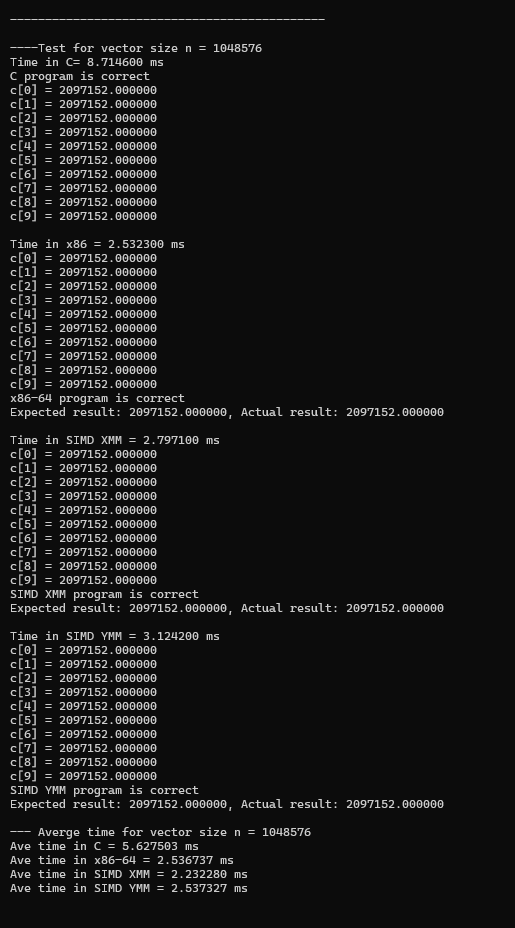 ---------------------------------------------
----Test for vector size n = 1048576
Time in C= 8.714600 ms
C program is correct
c[0] = 2097152.000000
c[1] = 2097152.000000
c[2] = 2097152.000000
c[3] = 2097152.000000
c[4] = 2097152.000000
c[5] = 2097152.000000
c[6] = 2097152.000000
c[7] = 2097152.000000
c[8] = 2097152.000000
c[9] = 2097152.000000
Time in x86 = 2.532300 ms
c[0] = 2097152.000000
c[1] = 2097152.000000
c[2] = 2097152.000000
c[3] = 2097152.000000
c[4] = 2097152.000000
c[5] = 2097152.000000
c[6] = 2097152.000000
c[7] = 2097152.000000
c[8] = 2097152.000000
c[9] = 2097152.000000
x86-64 program is correct
Expected result: 2097152.000000, Actual result: 2097152.000000
Time in SIMD XMM = 2.797100 ms
c[0] = 2097152.000000
c[1] = 2097152.000000
c[2] = 2097152.000000
c[3] = 2097152.000000
c[4] = 2097152.000000
c[5] = 2097152.000000
c[6] = 2097152.000000
c[7] = 2097152.000000
c[8] = 2097152.000000
c[9] = 2097152.000000
SIMD XMM program is correct
Expected result: 2097152.000000, Actual result: 2097152.000000
Time in SIMD YMM = 3.124200 ms
c[0] = 2097152.000000
c[1] = 2097152.000000
c[2] = 2097152.000000
c[3] = 2097152.000000
c[4] = 2097152.000000
c[5] = 2097152.000000
c[6] = 2097152.000000
c[7] = 2097152.000000
c[8] = 2097152.000000
c[9] = 2097152.000000
SIMD YMM program is correct
Expected result: 2097152.000000, Actual result: 2097152.000000
--- Averge time for vector size n = 1048576
Ave time in C = 5.627503 ms
Ave time in x86-64 = 2.536737 ms
Ave time in SIMD XMM = 2.232280 ms
Ave time in SIMD YMM = 2.537327 ms